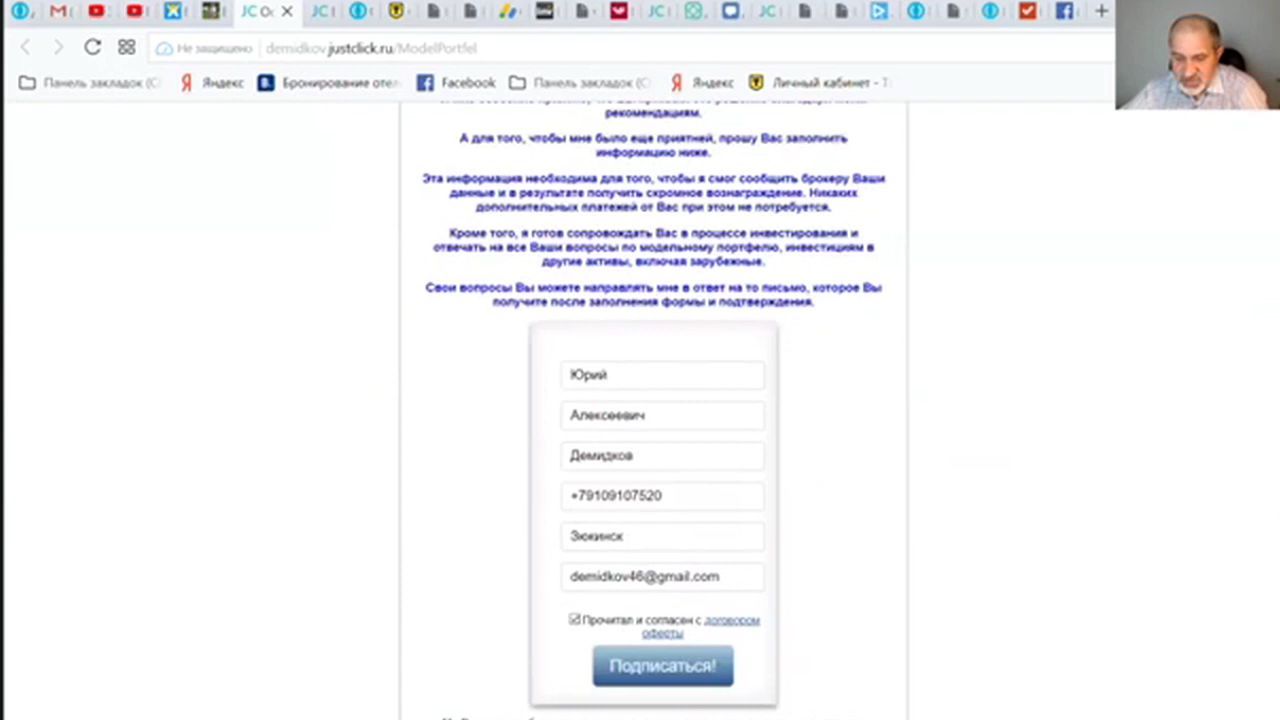 JC
Не защищено demidkov.justclick.ru/ModelPortfel
Панель закладок (С Яндекс Бронирование оте Facebook Панель закладок (С Яндекс Личный кабинет - Т
рекомендациям.
А для того, чтобы мне было еще приятней, прошу Вас заполнить
информацию ниже.
Эта информация необходима для того, чтобы я смог сообщить брокеру Ваши
данные и в результате получить скромное вознаграждение. Никаких
дополнительных платежей от Вас при этом не потребуется.
Кроме того, я готов сопровождать Вас в процессе инвестирования и
отвечать на все Ваши вопросы по модельному портфелю, инвестициям в
другие активы, включая зарубежные.
Свои вопросы Вы можете направлять мне в ответ на то письмо, которое Вы
получите после заполнения формы и подтверждения.
Юрий
Алексеевич
Демидков
+79109107520
Зюкинск
demidkov46@gmail.com
Прочитал и согласен с договором
оферты
Подписаться!